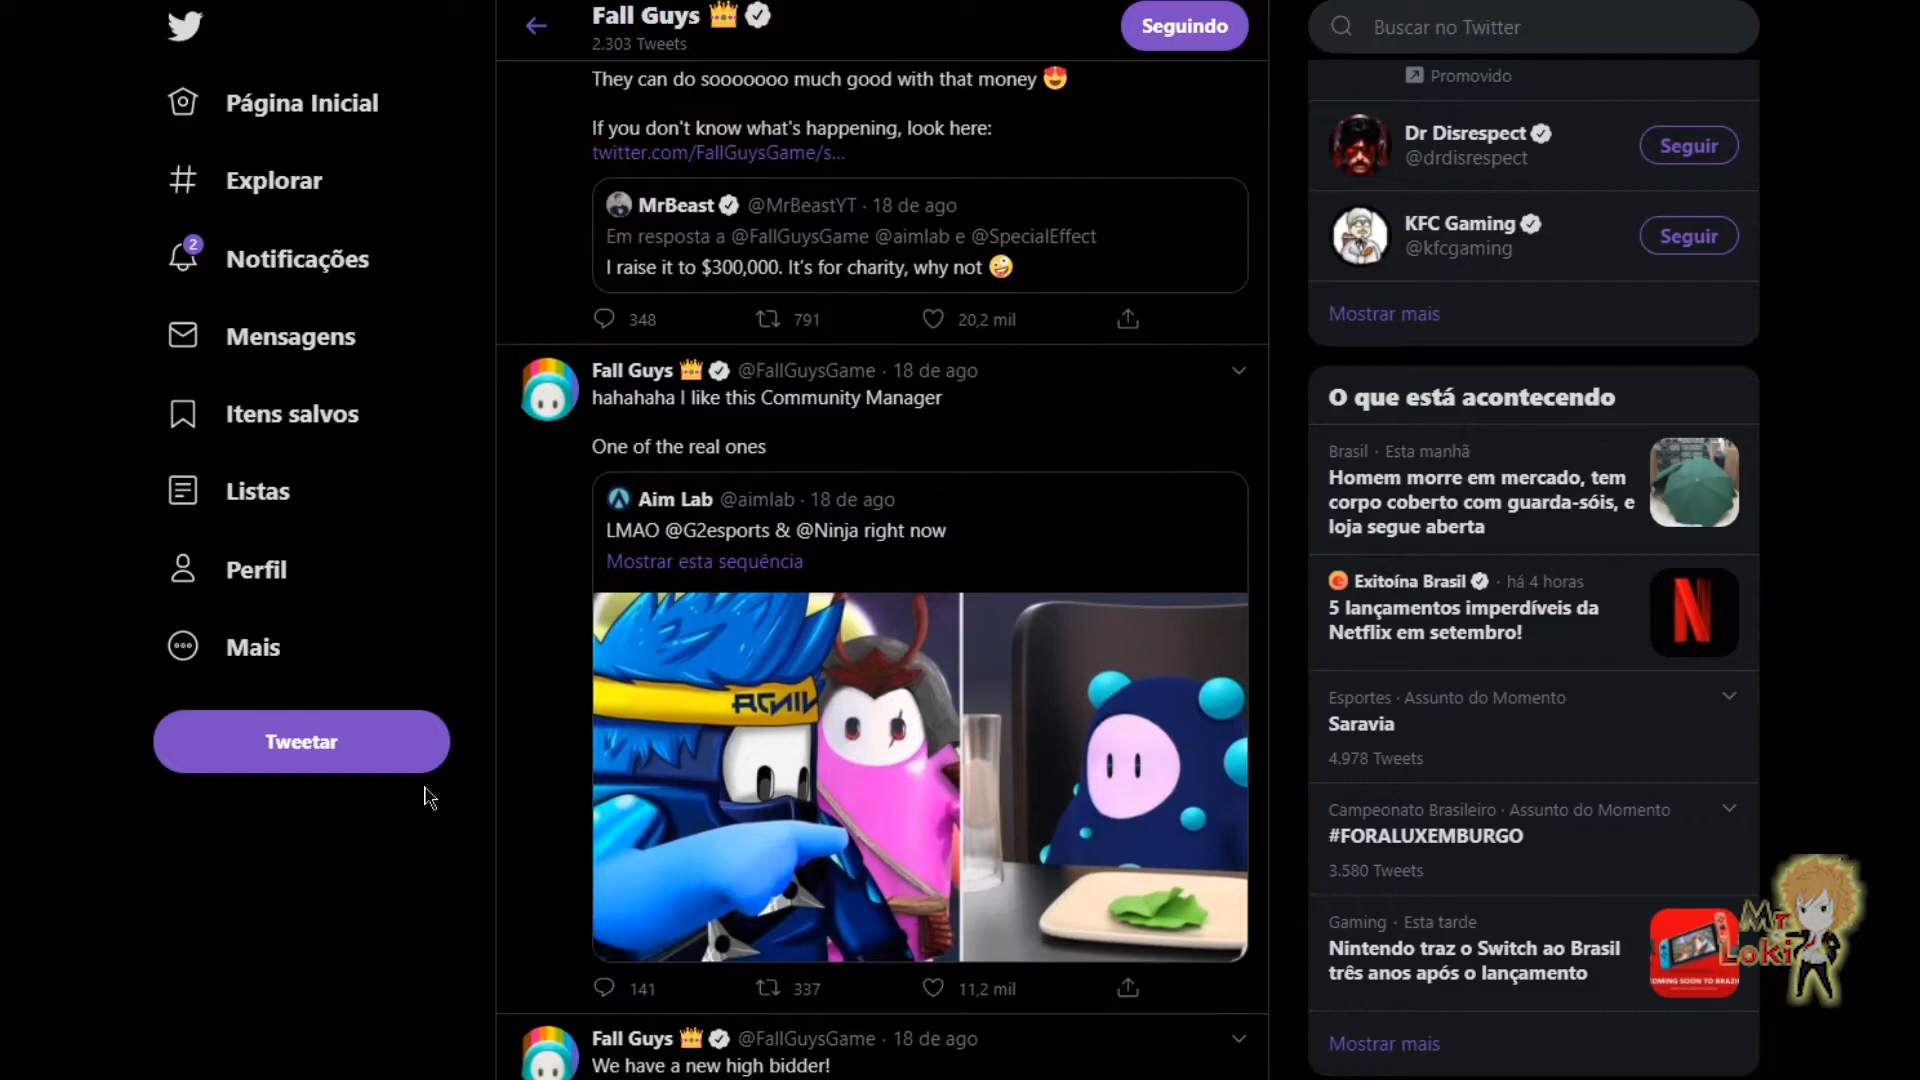 Página Inicial
Explorar
2
Notificações
Mensagens
Itens salvos
Listas
Perfil
Mais
Tweetar
Fall Guys
2.303 Tweets
Seguindo
They can do sooooooo much good with that money 😍
If you don't know what's happening, look here:
twitter.com/FallGuysGame/s...
MrBeast @MrBeastYT · 18 de ago
Em resposta a @FallGuysGame @aimlab e @SpecialEffect
I raise it to $300,000. It's for charity, why not 🤪
348 791 20,2 mil
Fall Guys 👑 @FallGuysGame · 18 de ago
hahahaha I like this Community Manager
One of the real ones
Aim Lab @aimlab · 18 de ago
LMAO @G2esports & @Ninja right now
Mostrar esta sequência
141 337 11,2 mil
Fall Guys 👑 @FallGuysGame · 18 de ago
We have a new high bidder!
Buscar no Twitter
Promovido
Dr Disrespect
@drdisrespect
Seguir
KFC Gaming
@kfcgaming
Seguir
Mostrar mais
O que está acontecendo
Brasil · Esta manhã
Homem morre em mercado, tem
corpo coberto com guarda-sóis, e
loja segue aberta
Exitoína Brasil · há 4 horas
5 lançamentos imperdíveis da
Netflix em setembro!
N
Esportes · Assunto do Momento
Saravia
4.978 Tweets
Campeonato Brasileiro · Assunto do Momento
#FORALUXEMBURGO
3.580 Tweets
Gaming · Esta tarde
Nintendo traz o Switch ao Brasil
três anos após o lançamento
Mostrar mais
Mr
Loki